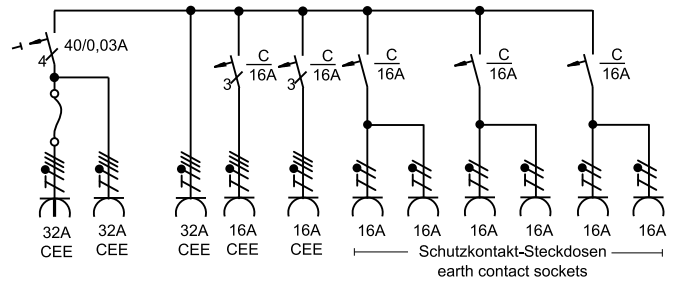 40/0,03A
4
C
16A
3
C
16A
3
C
16A
C
16A
C
16A
32A
CEE
32A
CEE
32A
CEE
16A
CEE
16A
CEE
16A
16A
16A
16A
16A
16A
Schutzkontakt-Steckdosen
earth contact sockets